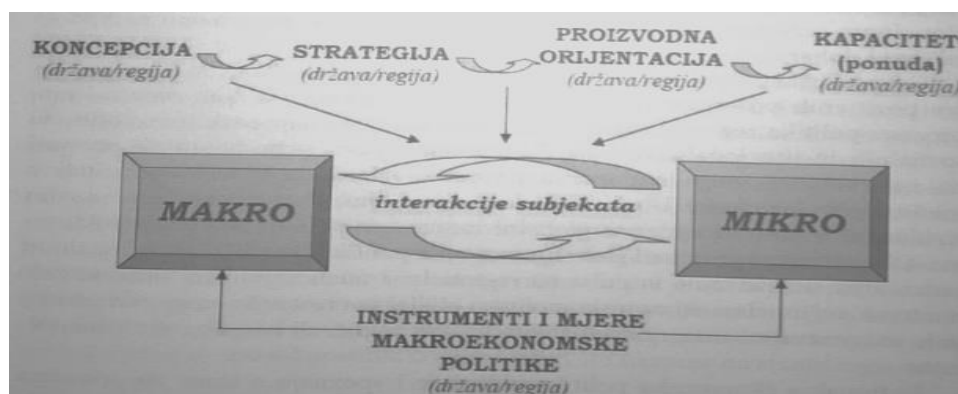 KONCEPCIJA
(država/regija)
STRATEGIJA
(država/regija)
PROIZVODNA
ORIJENTACIJA
(država/regija)
KAPACITET
(ponuda)
(država/regija)
MAKRO
interakcije subjekata
MIKRO
INSTRUMENTI I MJERE
MAKROEKONOMSKE
POLITIKE
(država/regija)